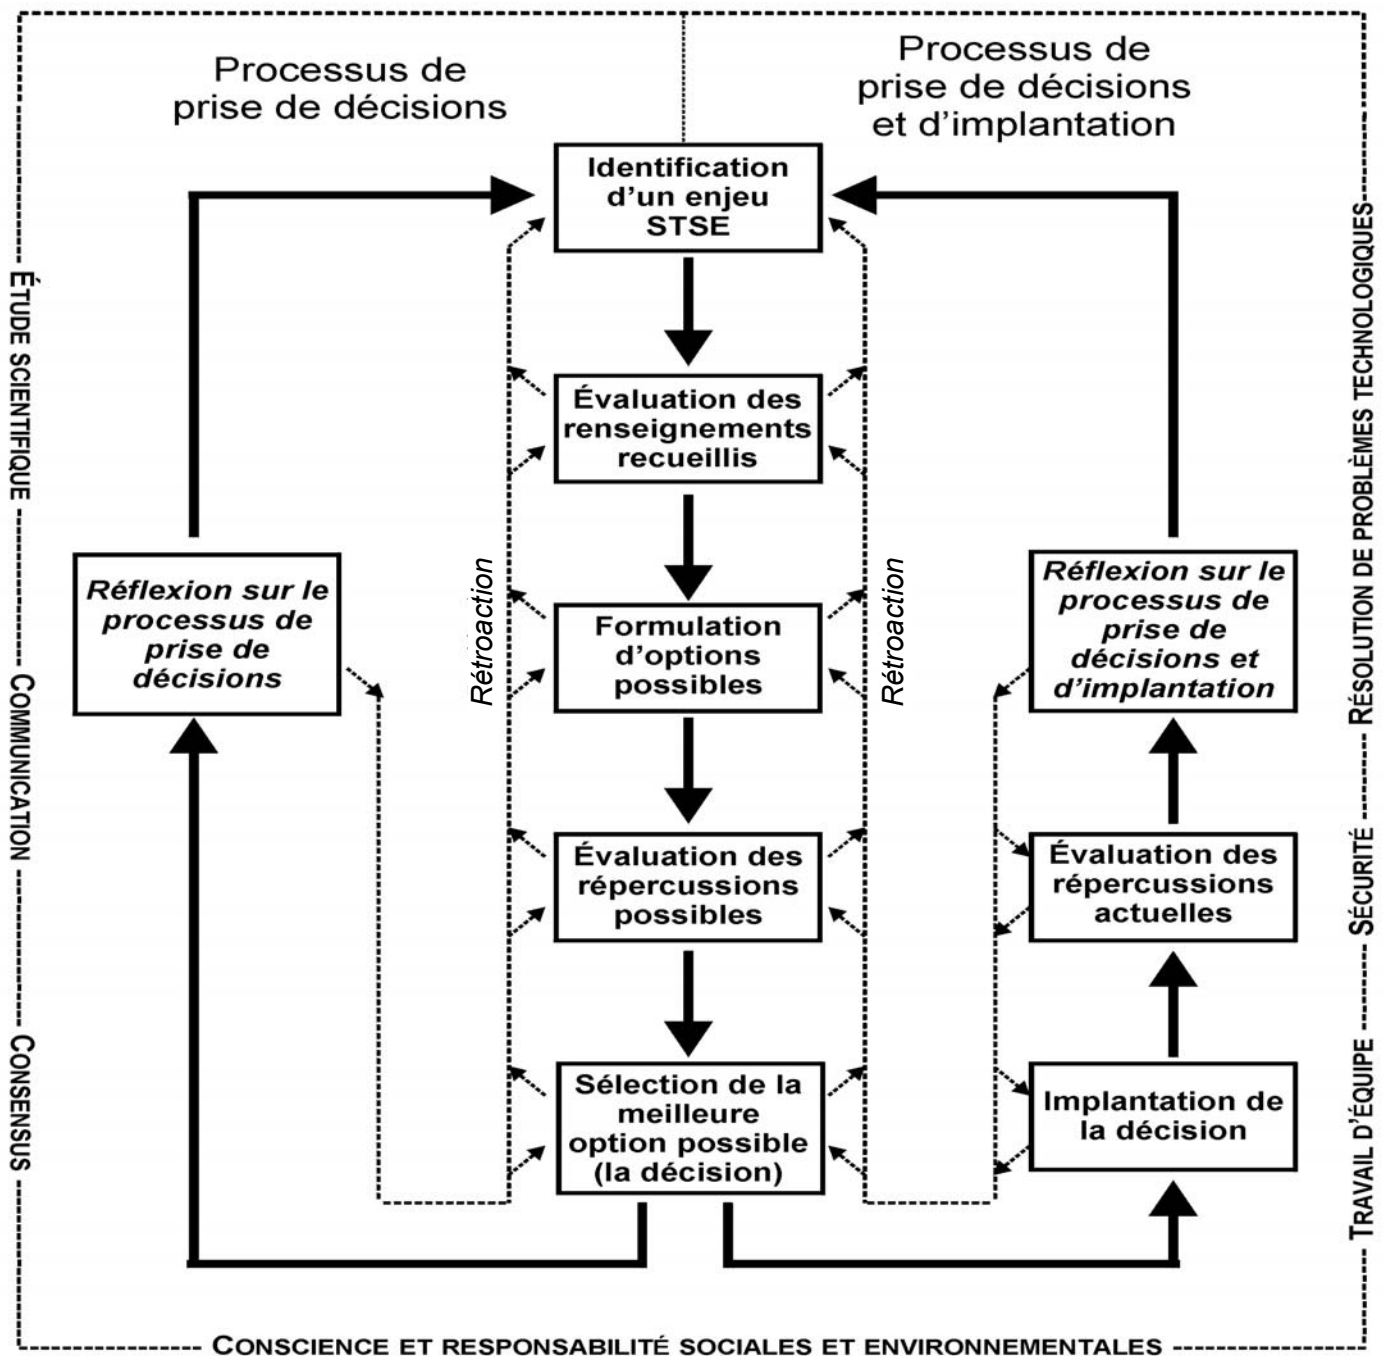 Processus de
prise de décisions
Processus de
prise de décisions
et d'implantation
Identification
d'un enjeu
STSE
Évaluation des
renseignements
recueillis
Formulation
d'options
possibles
Évaluation des
répercussions
possibles
Sélection de la
meilleure
option possible
(la décision)
Réflexion sur le
processus de
prise de
décisions
Rétroaction
Rétroaction
Réflexion sur le
processus de
prise de
décisions et
d'implantation
Évaluation des
répercussions
actuelles
Implantation de
la décision
ÉTUDE SCIENTIFIQUE
COMMUNICATION
CONSENSUS
RÉSOLUTION DE PROBLÈMES TECHNOLOGIQUES
SÉCURITÉ
TRAVAIL D'ÉQUIPE
CONSCIENCE ET RESPONSABILITÉ SOCIALES ET ENVIRONNEMENTALES